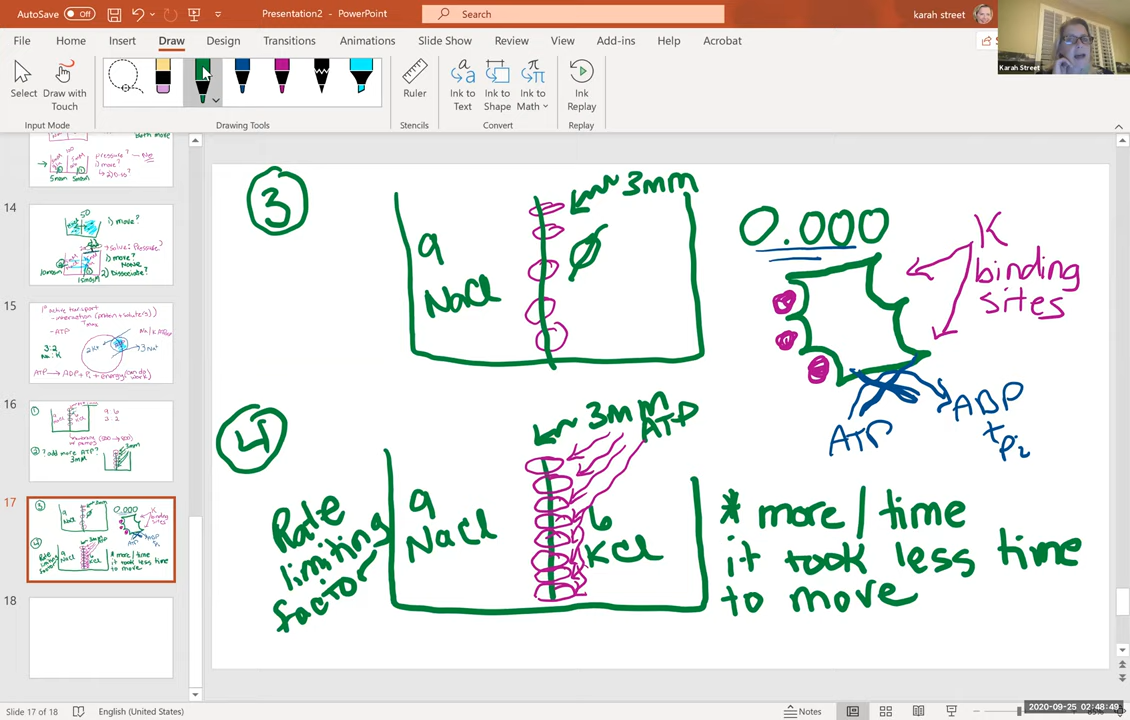 AutoSave
Off
Presentation2 - PowerPoint
Search
karah street
File
Home
Insert
Draw
Design
Transitions
Animations
Slide Show
Review
View
Add-ins
Help
Acrobat
Karah Street
Select
Draw with
Touch
Ruler
Ink to
Text
Ink to
Shape
Ink to
Math
Ink
Replay
Input Mode
Drawing Tools
Stencils
Convert
Replay
14
15
16
17
18
3
3mm
9
NaCl
Ø
0.000
K
binding
sites
ATP
ADP
+
Pi
4
3mm
ATP
Rate
limiting
factor
9
NaCl
6
KCl
* more/time
it took less time
to move
Slide 17 of 18
English (United States)
Notes
2020-09-25 02:48:49